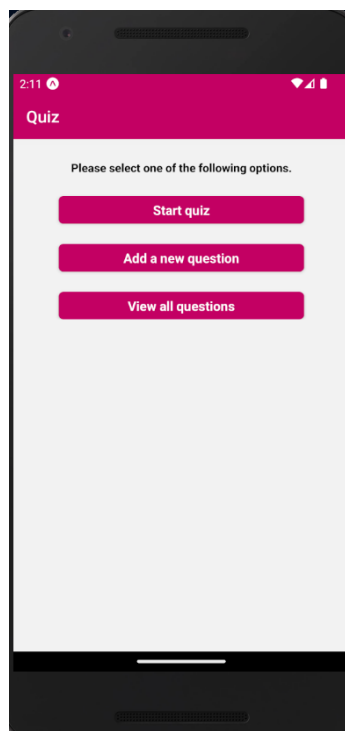 2:11
Quiz
Please select one of the following options.
Start quiz
Add a new question
View all questions